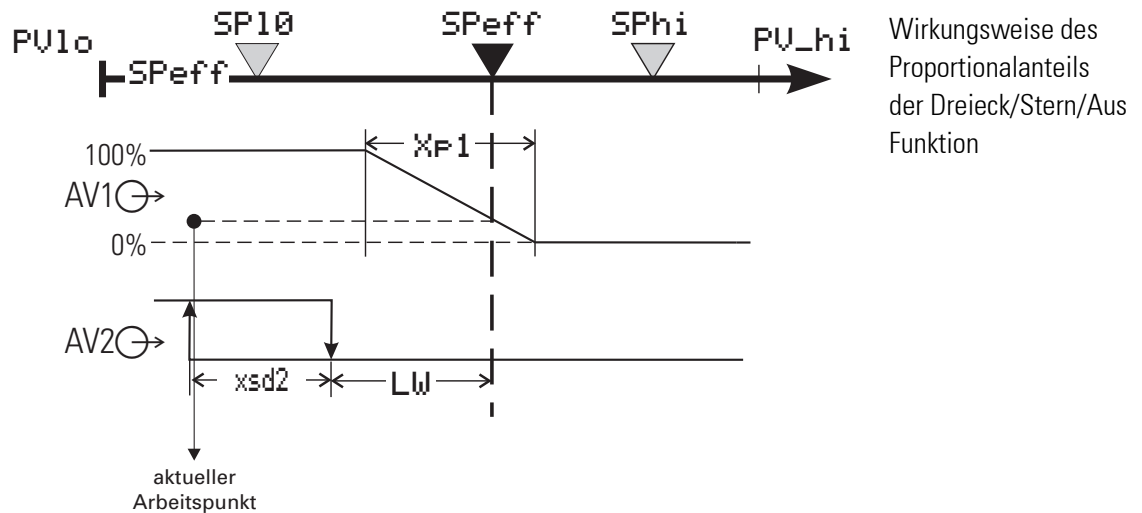 PVlo
SPl0
SPeff
SPhi
PV_hi
SPeff
Wirkungsweise des
Proportionalanteils
der Dreieck/Stern/Aus
Funktion
100%
Xp1
AV1
0%
AV2
xsd2
LW
aktueller
Arbeitspunkt